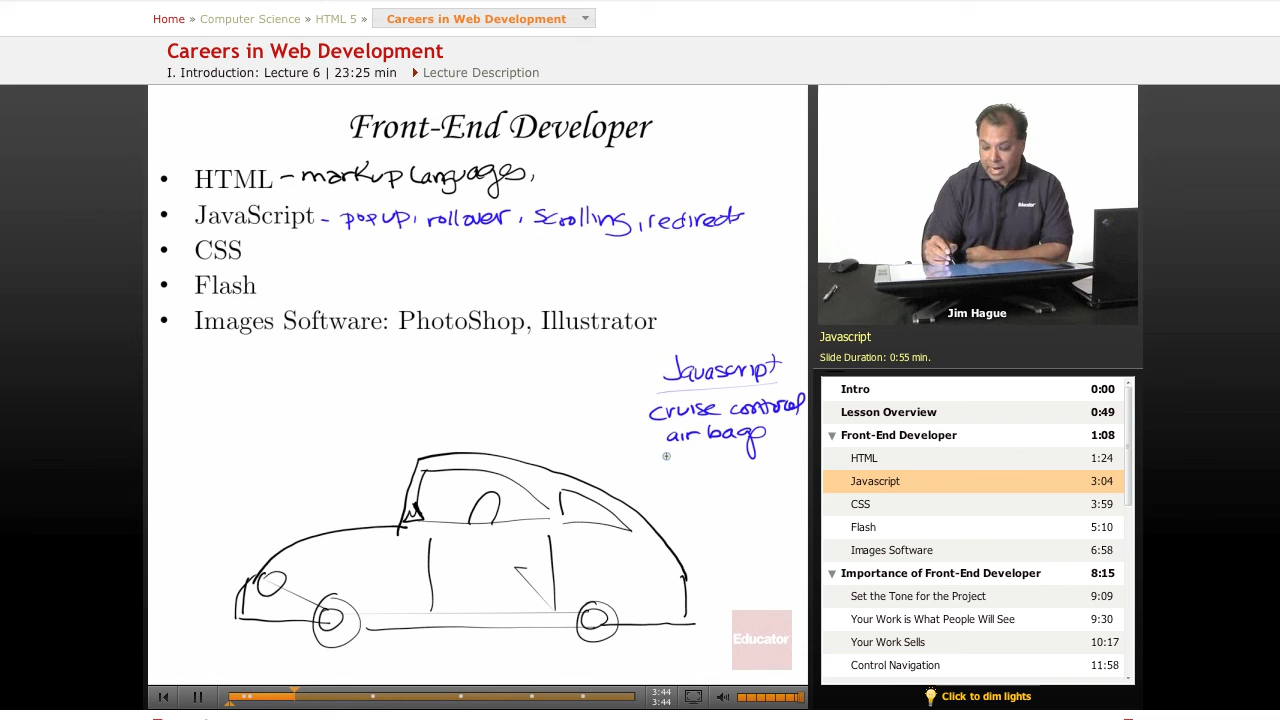 Home » Computer Science » HTML 5 » Careers in Web Development
Careers in Web Development
I. Introduction: Lecture 6 | 23:25 min Lecture Description
Front-End Developer
• HTML - markup languages,
• JavaScript - popup, rollover, scrolling, redirects
• CSS
• Flash
• Images Software: PhotoShop, Illustrator
Javascript
cruise control
air bags
Educator
Educator
Jim Hague
Javascript
Slide Duration: 0:55 min.
Intro 0:00
Lesson Overview 0:49
Front-End Developer 1:08
HTML 1:24
Javascript 3:04
CSS 3:59
Flash 5:10
Images Software 6:58
Importance of Front-End Developer 8:15
Set the Tone for the Project 9:09
Your Work is What People Will See 9:30
Your Work Sells 10:17
Control Navigation 11:58
3:44
3:44
Click to dim lights